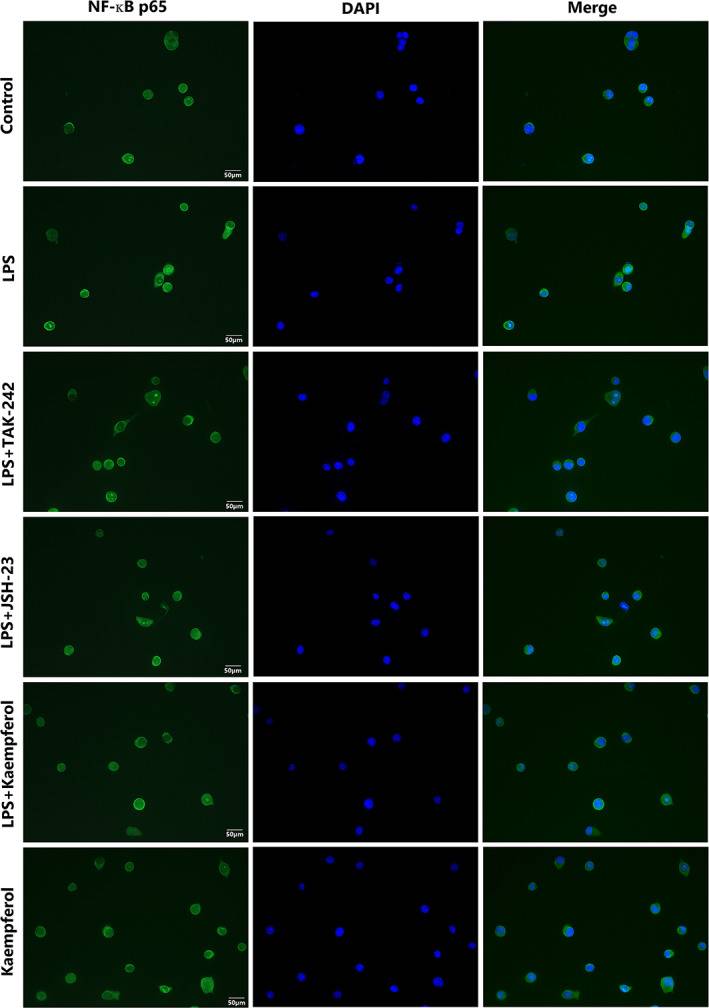 NF-κB p65 DAPI Merge
Control
50μm
LPS
50μm
LPS+TAK-242
50μm
LPS+JSH-23
50μm
LPS+Kaempferol
50μm
Kaempferol
50μm